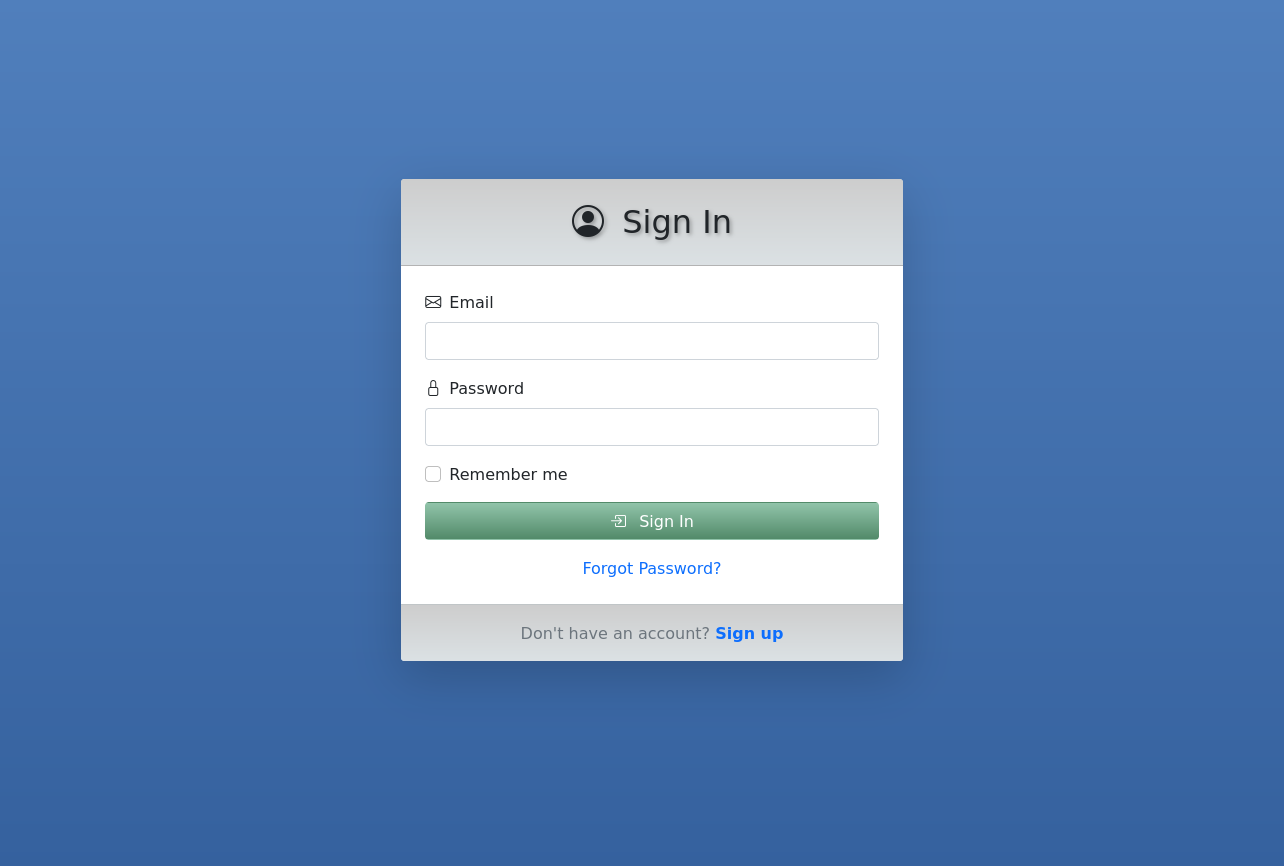 Sign In
Email
Password
Remember me
Sign In
Forgot Password?
Don't have an account? Sign up